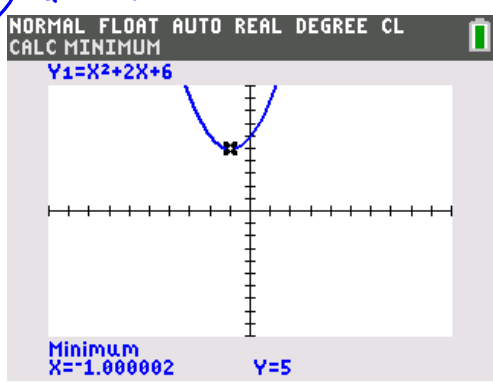 NORMAL FLOAT AUTO REAL DEGREE CL
CALC MINIMUM
Y₁=X²+2X+6
Minimum
X=⁻1.000002 Y=5